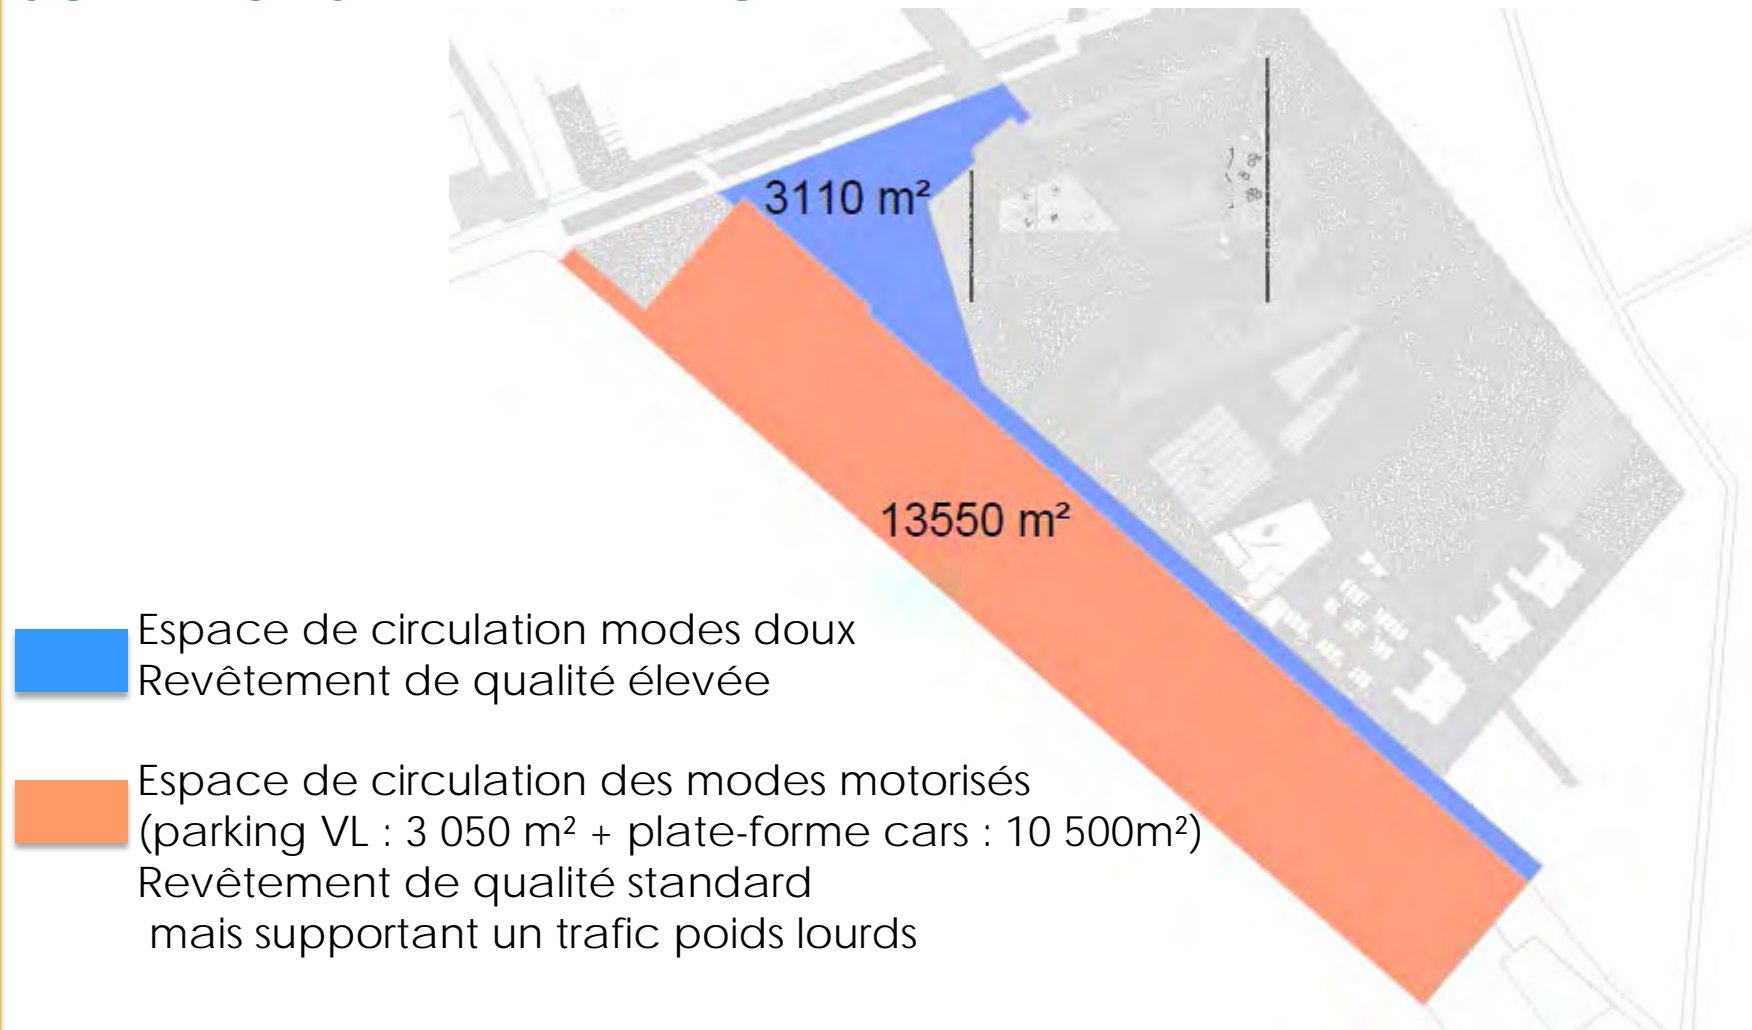 3110 m²
13550 m²
Espace de circulation modes doux
Revêtement de qualité élevée
Espace de circulation des modes motorisés
(parking VL : 3 050 m² + plate-forme cars : 10 500m²)
Revêtement de qualité standard
mais supportant un trafic poids lourds